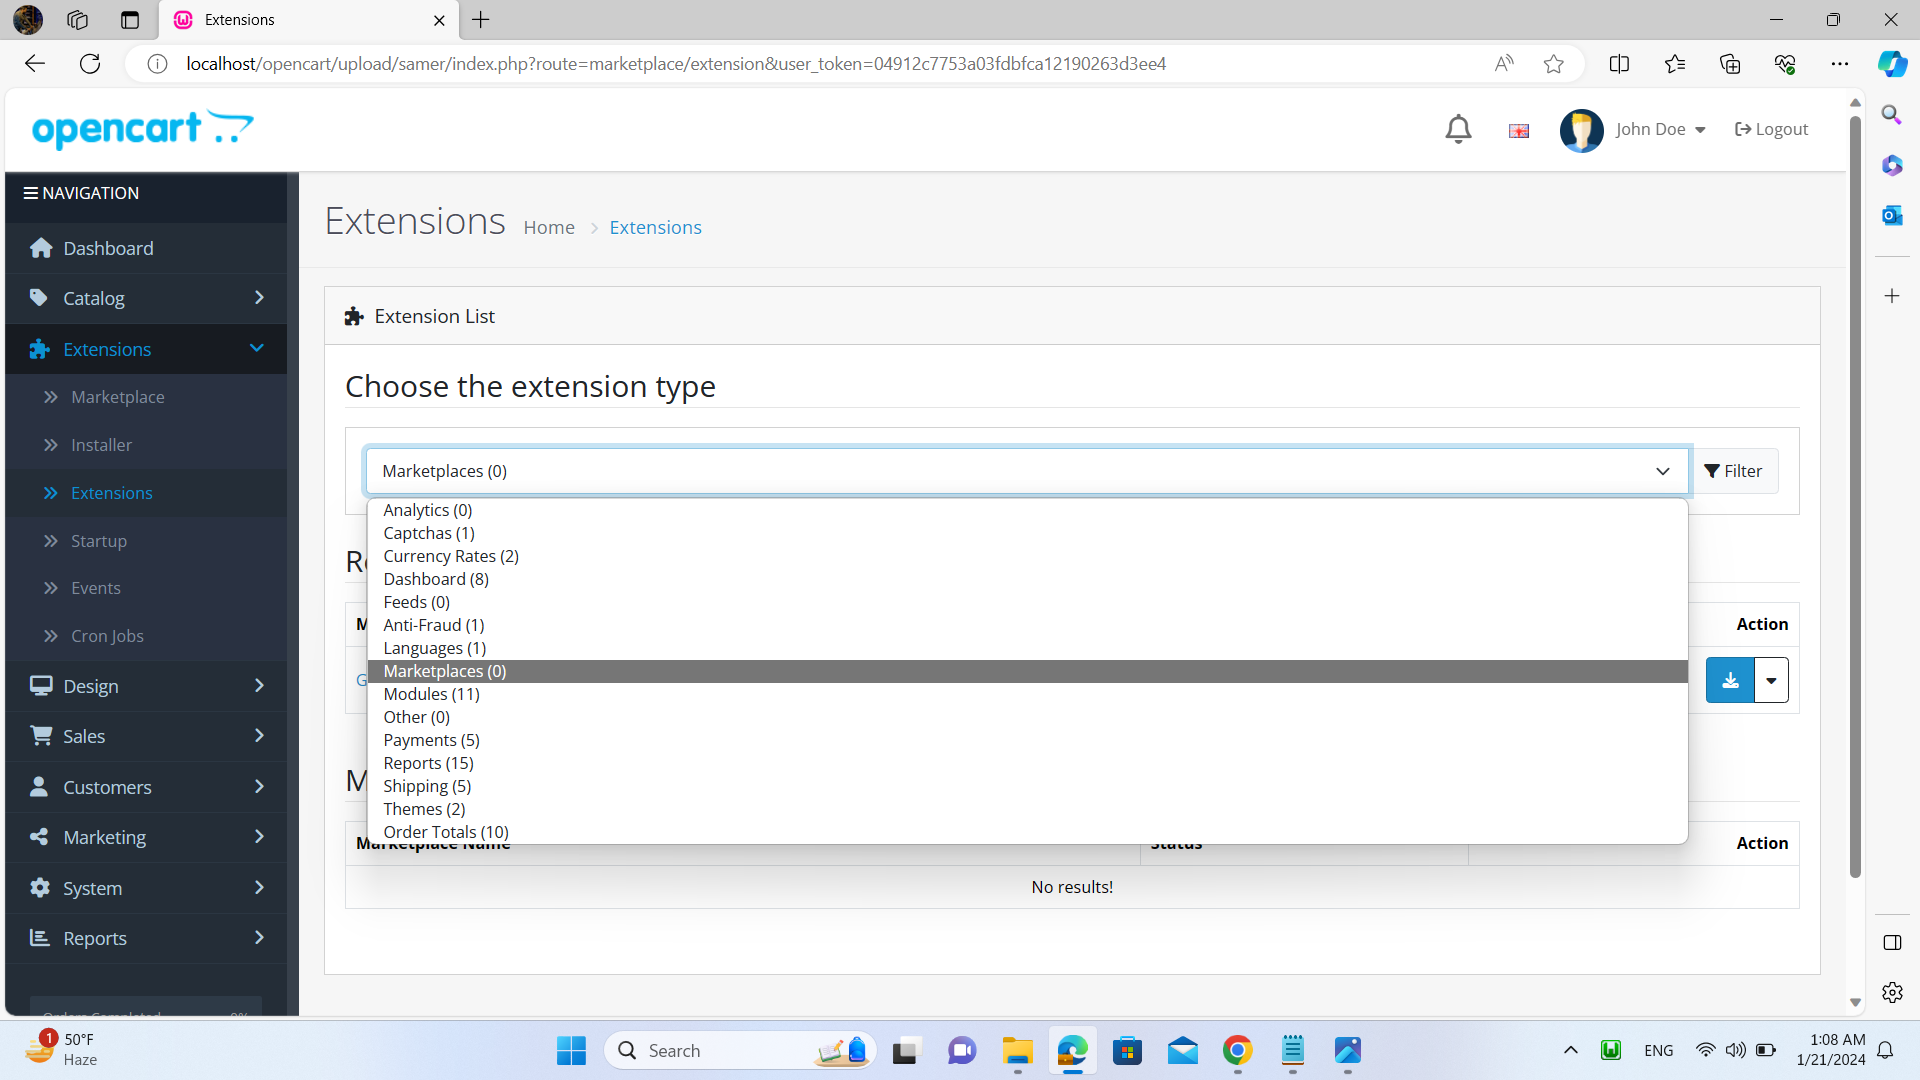 Extensions
localhost/opencart/upload/samer/index.php?route=marketplace/extension&user_token=04912c7753a03fdbfca12190263d3ee4
opencart
John Doe
Logout
NAVIGATION
Dashboard
Catalog
Extensions
Marketplace
Installer
Extensions
Startup
Events
Cron Jobs
Design
Sales
Customers
Marketing
System
Reports
Extensions
Home > Extensions
Extension List
Choose the extension type
Marketplaces (0)
Filter
Analytics (0)
Captchas (1)
Currency Rates (2)
Dashboard (8)
Feeds (0)
Anti-Fraud (1)
Languages (1)
Marketplaces (0)
Modules (11)
Other (0)
Payments (5)
Reports (15)
Shipping (5)
Themes (2)
Order Totals (10)
Action
Marketplace Name Status Action
No results!
1
50°F
Haze
Search
ENG
1:08 AM
1/21/2024